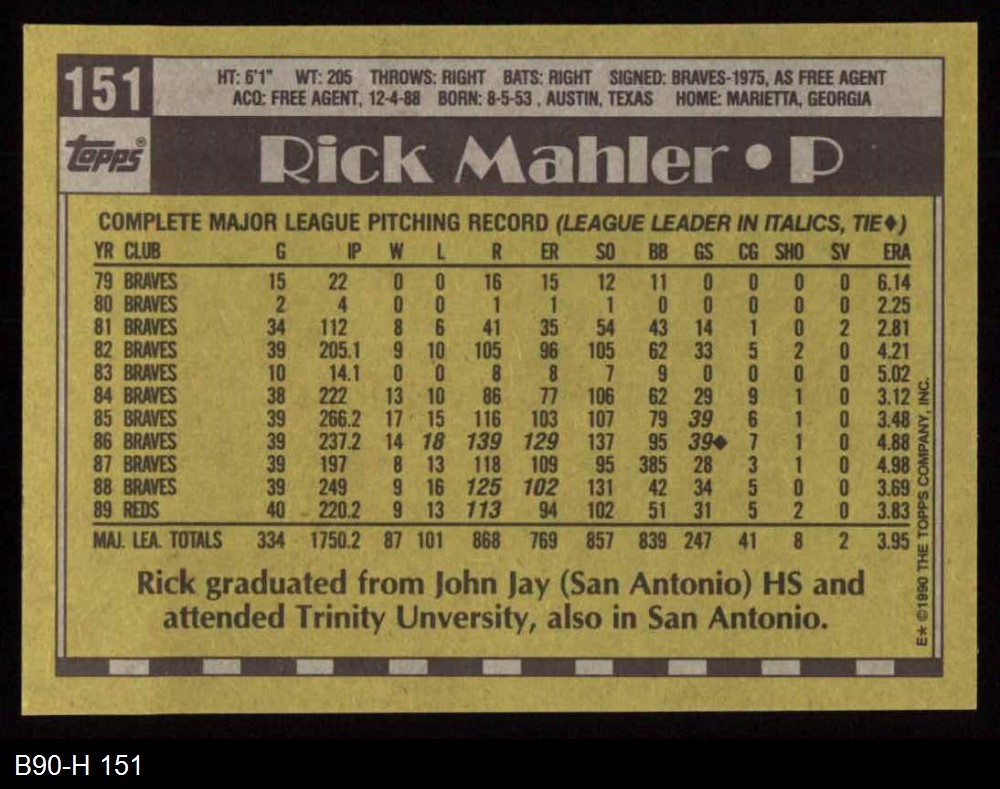 151
HT: 6'1" WT: 205 THROWS: RIGHT BATS: RIGHT SIGNED: BRAVES-1975, AS FREE AGENT
ACQ: FREE AGENT, 12-4-88 BORN: 8-5-53 , AUSTIN, TEXAS HOME: MARIETTA, GEORGIA
topps®
Rick Mahler • P
COMPLETE MAJOR LEAGUE PITCHING RECORD (LEAGUE LEADER IN ITALICS, TIE♦)
YR CLUB G IP W L R ER SO BB GS CG SHO SV ERA
79 BRAVES 15 22 0 0 16 15 12 11 0 0 0 0 6.14
80 BRAVES 2 4 0 0 1 1 1 0 0 0 0 0 2.25
81 BRAVES 34 112 8 6 41 35 54 43 14 1 0 2 2.81
82 BRAVES 39 205.1 9 10 105 96 105 62 33 5 2 0 4.21
83 BRAVES 10 14.1 0 0 8 8 7 9 0 0 0 0 5.02
84 BRAVES 38 222 13 10 86 77 106 62 29 9 1 0 3.12
85 BRAVES 39 266.2 17 15 116 103 107 79 39 6 1 0 3.48
86 BRAVES 39 237.2 14 18 139 129 137 95 39♦ 7 1 0 4.88
87 BRAVES 39 197 8 13 118 109 95 385 28 3 1 0 4.98
88 BRAVES 39 249 9 16 125 102 131 42 34 5 0 0 3.69
89 REDS 40 220.2 9 13 113 94 102 51 31 5 2 0 3.83
MAJ. LEA. TOTALS 334 1750.2 87 101 868 769 857 839 247 41 8 2 3.95
Rick graduated from John Jay (San Antonio) HS and
attended Trinity Unversity, also in San Antonio.
E★ ©1990 THE TOPPS COMPANY, INC.
B90-H 151